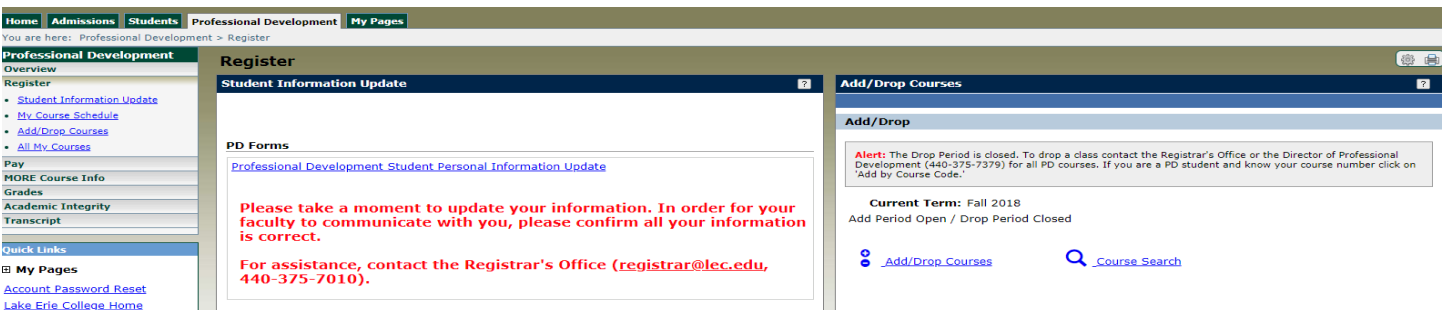 Home Admissions Students Professional Development My Pages
You are here: Professional Development > Register
Professional Development
Overview
Register
• Student Information Update
• My Course Schedule
• Add/Drop Courses
• All My Courses
Pay
MORE Course Info
Grades
Academic Integrity
Transcript
Quick Links
My Pages
Account Password Reset
Lake Erie College Home
Register
Student Information Update ?
PD Forms
Professional Development Student Personal Information Update
Please take a moment to update your information. In order for your
faculty to communicate with you, please confirm all your information
is correct.
For assistance, contact the Registrar's Office (registrar@lec.edu,
440-375-7010).
Add/Drop Courses ?
Add/Drop
Alert: The Drop Period is closed. To drop a class contact the Registrar's Office or the Director of Professional
Development (440-375-7379) for all PD courses. If you are a PD student and know your course number click on
'Add by Course Code.'
Current Term: Fall 2018
Add Period Open / Drop Period Closed
Add/Drop Courses Course Search